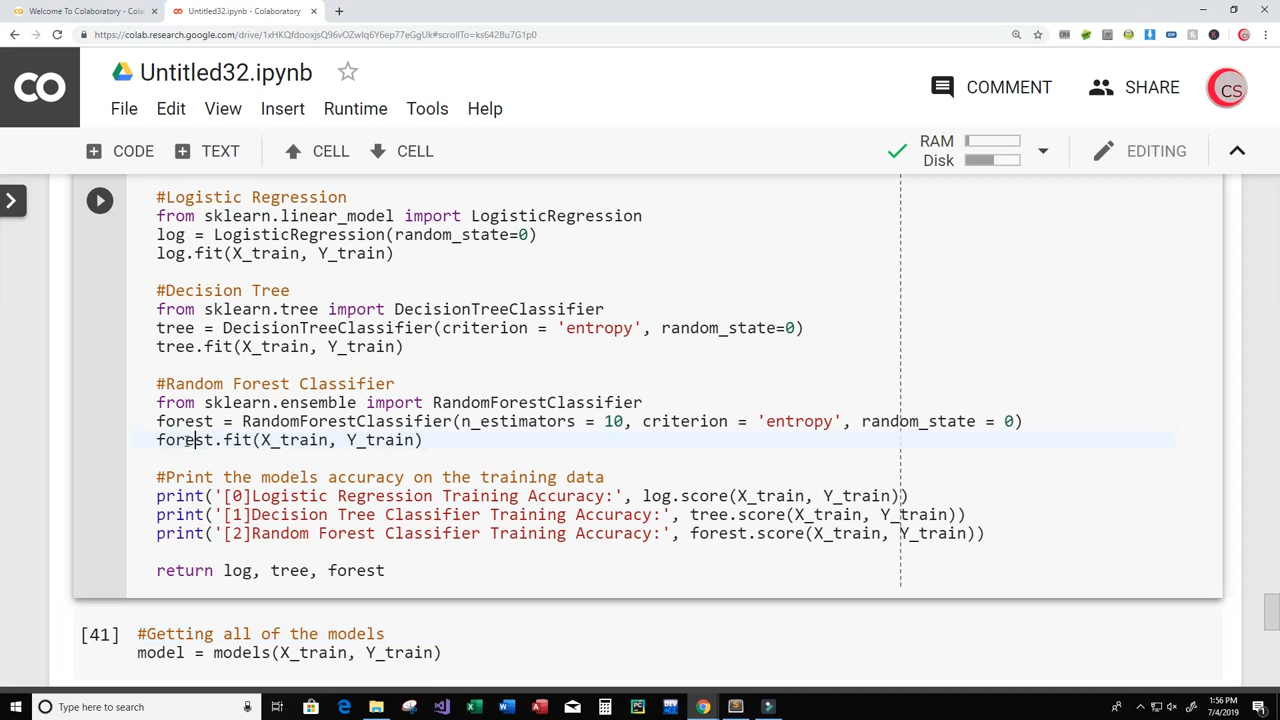 Welcome To Colaboratory - Cola
Untitled32.ipynb - Colaboratory
https://colab.research.google.com/drive/1xHKQfdooxjsQ96vOZwIq6Y6ep77eGgUk#scrollTo=ks642Bu7G1p0
CO
Untitled32.ipynb
COMMENT
SHARE
CS
File Edit View Insert Runtime Tools Help
CODE TEXT CELL CELL
RAM
Disk
EDITING
#Logistic Regression
from sklearn.linear_model import LogisticRegression
log = LogisticRegression(random_state=0)
log.fit(X_train, Y_train)
#Decision Tree
from sklearn.tree import DecisionTreeClassifier
tree = DecisionTreeClassifier(criterion = 'entropy', random_state=0)
tree.fit(X_train, Y_train)
#Random Forest Classifier
from sklearn.ensemble import RandomForestClassifier
forest = RandomForestClassifier(n_estimators = 10, criterion = 'entropy', random_state = 0)
forest.fit(X_train, Y_train)
#Print the models accuracy on the training data
print('[0]Logistic Regression Training Accuracy:', log.score(X_train, Y_train))
print('[1]Decision Tree Classifier Training Accuracy:', tree.score(X_train, Y_train))
print('[2]Random Forest Classifier Training Accuracy:', forest.score(X_train, Y_train))
return log, tree, forest
[41] #Getting all of the models
model = models(X_train, Y_train)
Type here to search
1:56 PM
7/4/2019